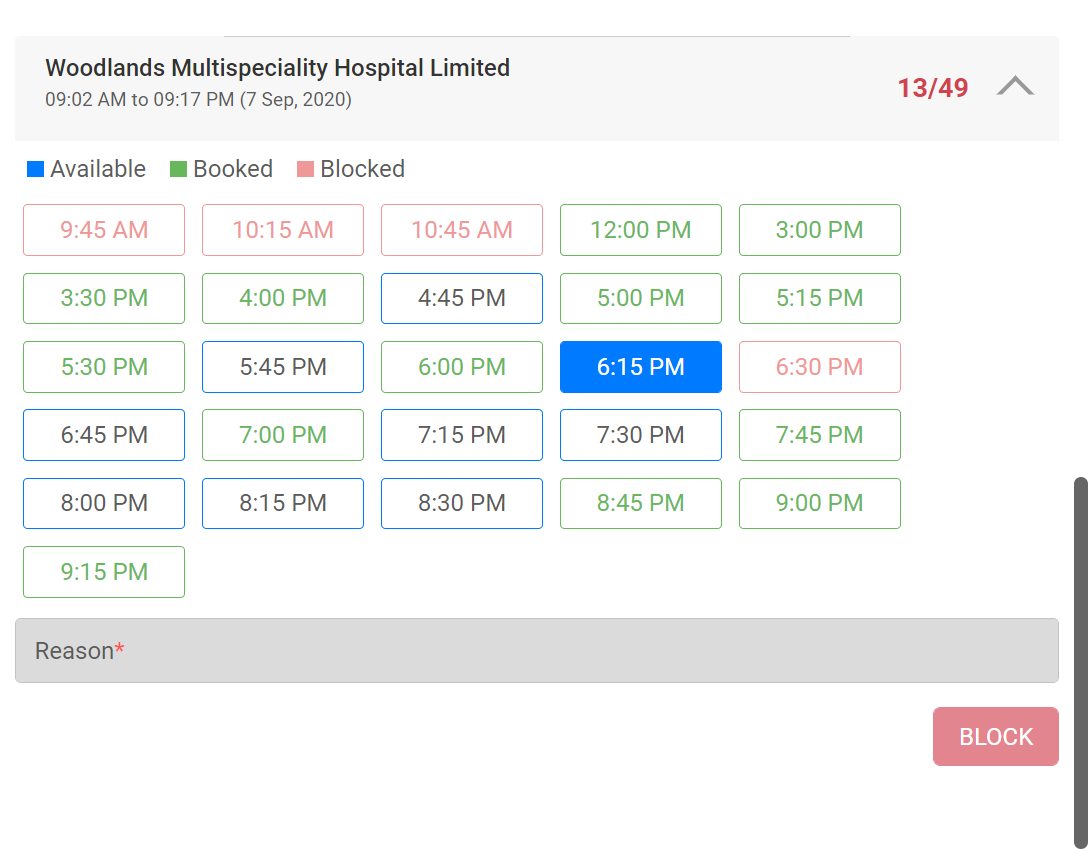 Woodlands Multispeciality Hospital Limited
09:02 AM to 09:17 PM (7 Sep, 2020)
13/49
Available Booked Blocked
9:45 AM 10:15 AM 10:45 AM 12:00 PM 3:00 PM
3:30 PM 4:00 PM 4:45 PM 5:00 PM 5:15 PM
5:30 PM 5:45 PM 6:00 PM 6:15 PM 6:30 PM
6:45 PM 7:00 PM 7:15 PM 7:30 PM 7:45 PM
8:00 PM 8:15 PM 8:30 PM 8:45 PM 9:00 PM
9:15 PM
Reason*
BLOCK